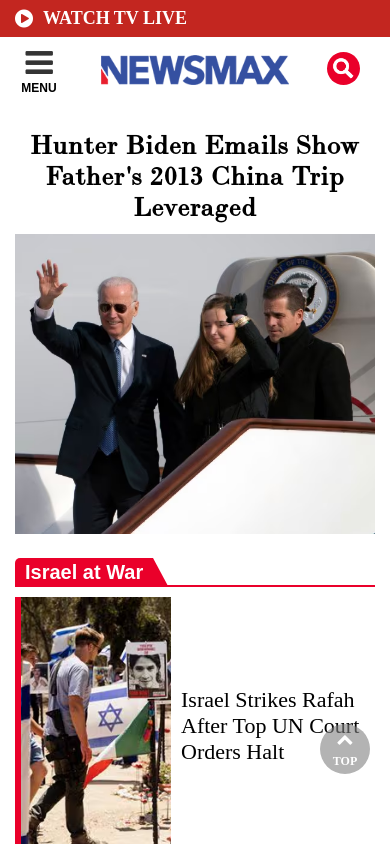 WATCH TV LIVE
MENU
NEWSMAX
Hunter Biden Emails Show
Father's 2013 China Trip
Leveraged
Israel at War
Israel Strikes Rafah
After Top UN Court
Orders Halt
TOP